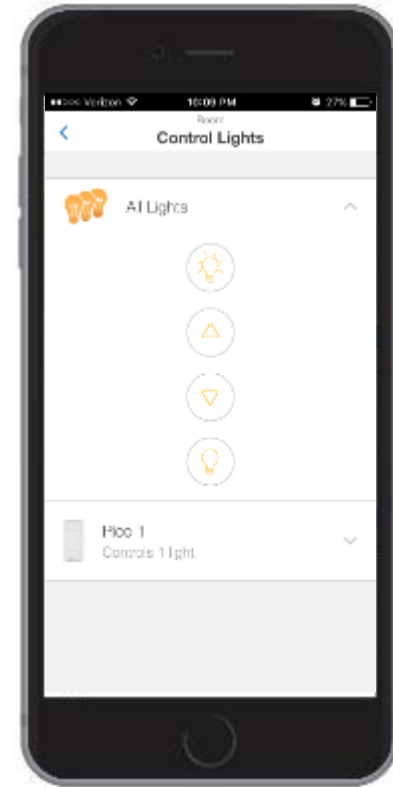 Verizon 10:09 PM 27%
Room
Control Lights
All Lights
Pico 1
Controls 1 light